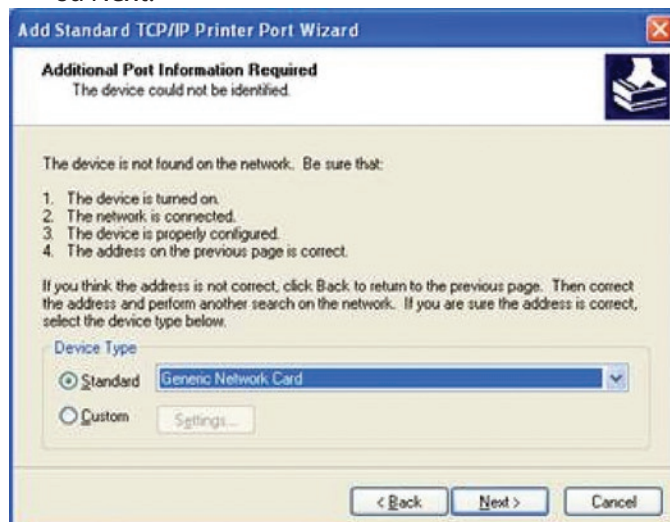 Add Standard TCP/IP Printer Port Wizard
Additional Port Information Required
The device could not be identified.
The device is not found on the network. Be sure that:
1. The device is turned on.
2. The network is connected.
3. The device is properly configured.
4. The address on the previous page is correct.
If you think the address is not correct, click Back to return to the previous page. Then correct
the address and perform another search on the network. If you are sure the address is correct,
select the device type below.
Device Type
Standard Generic Network Card
Custom Settings...
< Back Next > Cancel